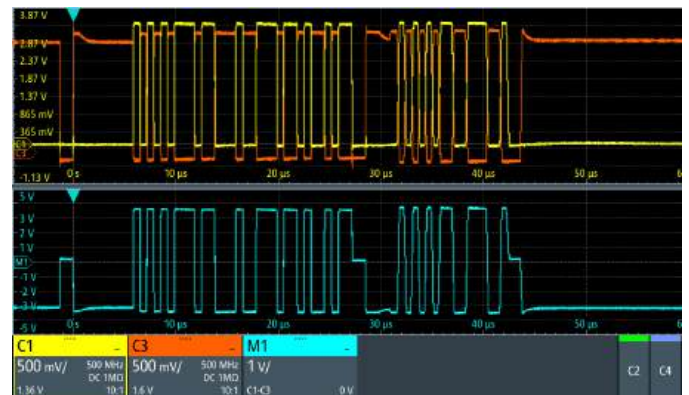 3.87 V
2.87 V
2.37 V
1.87 V
1.37 V
865 mV
365 mV
C3
-1.13 V
0 s 10 µs 20 µs 30 µs 40 µs 50 µs
5 V
3 V
2 V
1 V
M1
-1 V
-2 V
-3 V
-5 V
0s 10 µs 20 µs 30 µs 40 µs 50 µs
C1 C3 M1
500 mV/ 500 MHz 500 mV/ 500 MHz 1 V/
DC 1MΩ DC 1MΩ
1.36 V 10:1 1.6 V 10:1 C1-C3 0 V
C2 C4